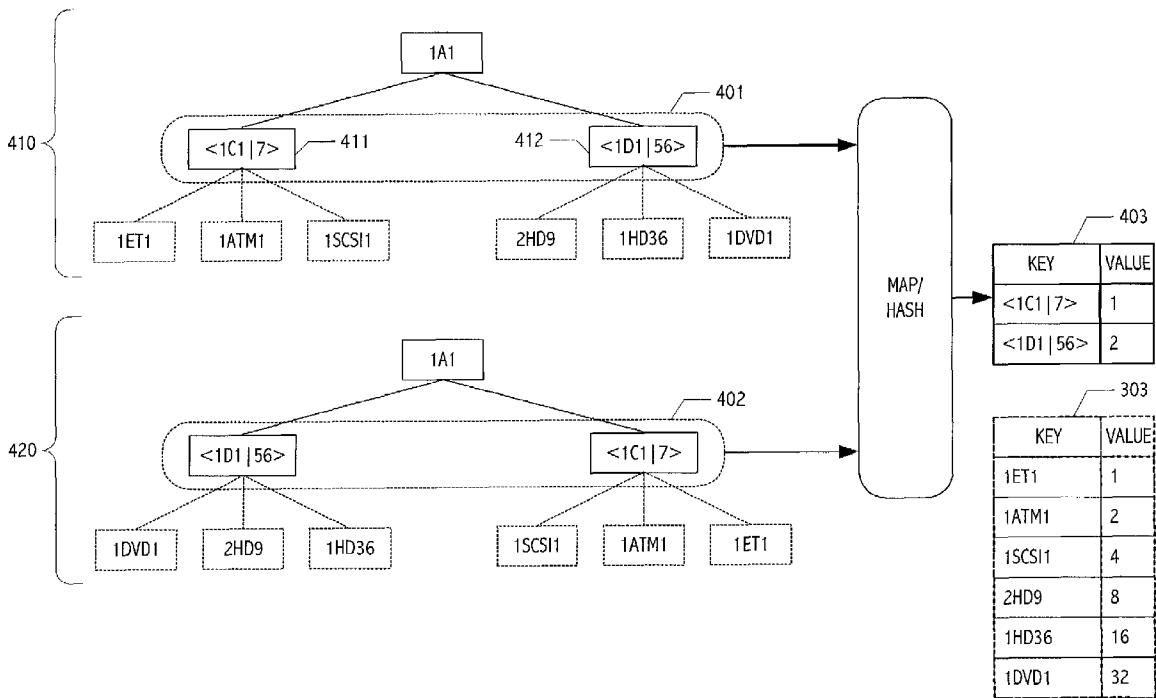 1A1
401
410
<1C1|7>
411
412
<1D1|56>
1ET1
1ATM1
1SCSI1
2HD9
1HD36
1DVD1
MAP/
HASH
403
KEY VALUE
<1C1|7> 1
<1D1|56> 2
1A1
402
420
<1D1|56>
<1C1|7>
1DVD1
2HD9
1HD36
1SCSI1
1ATM1
1ET1
303
KEY VALUE
1ET1 1
1ATM1 2
1SCSI1 4
2HD9 8
1HD36 16
1DVD1 32